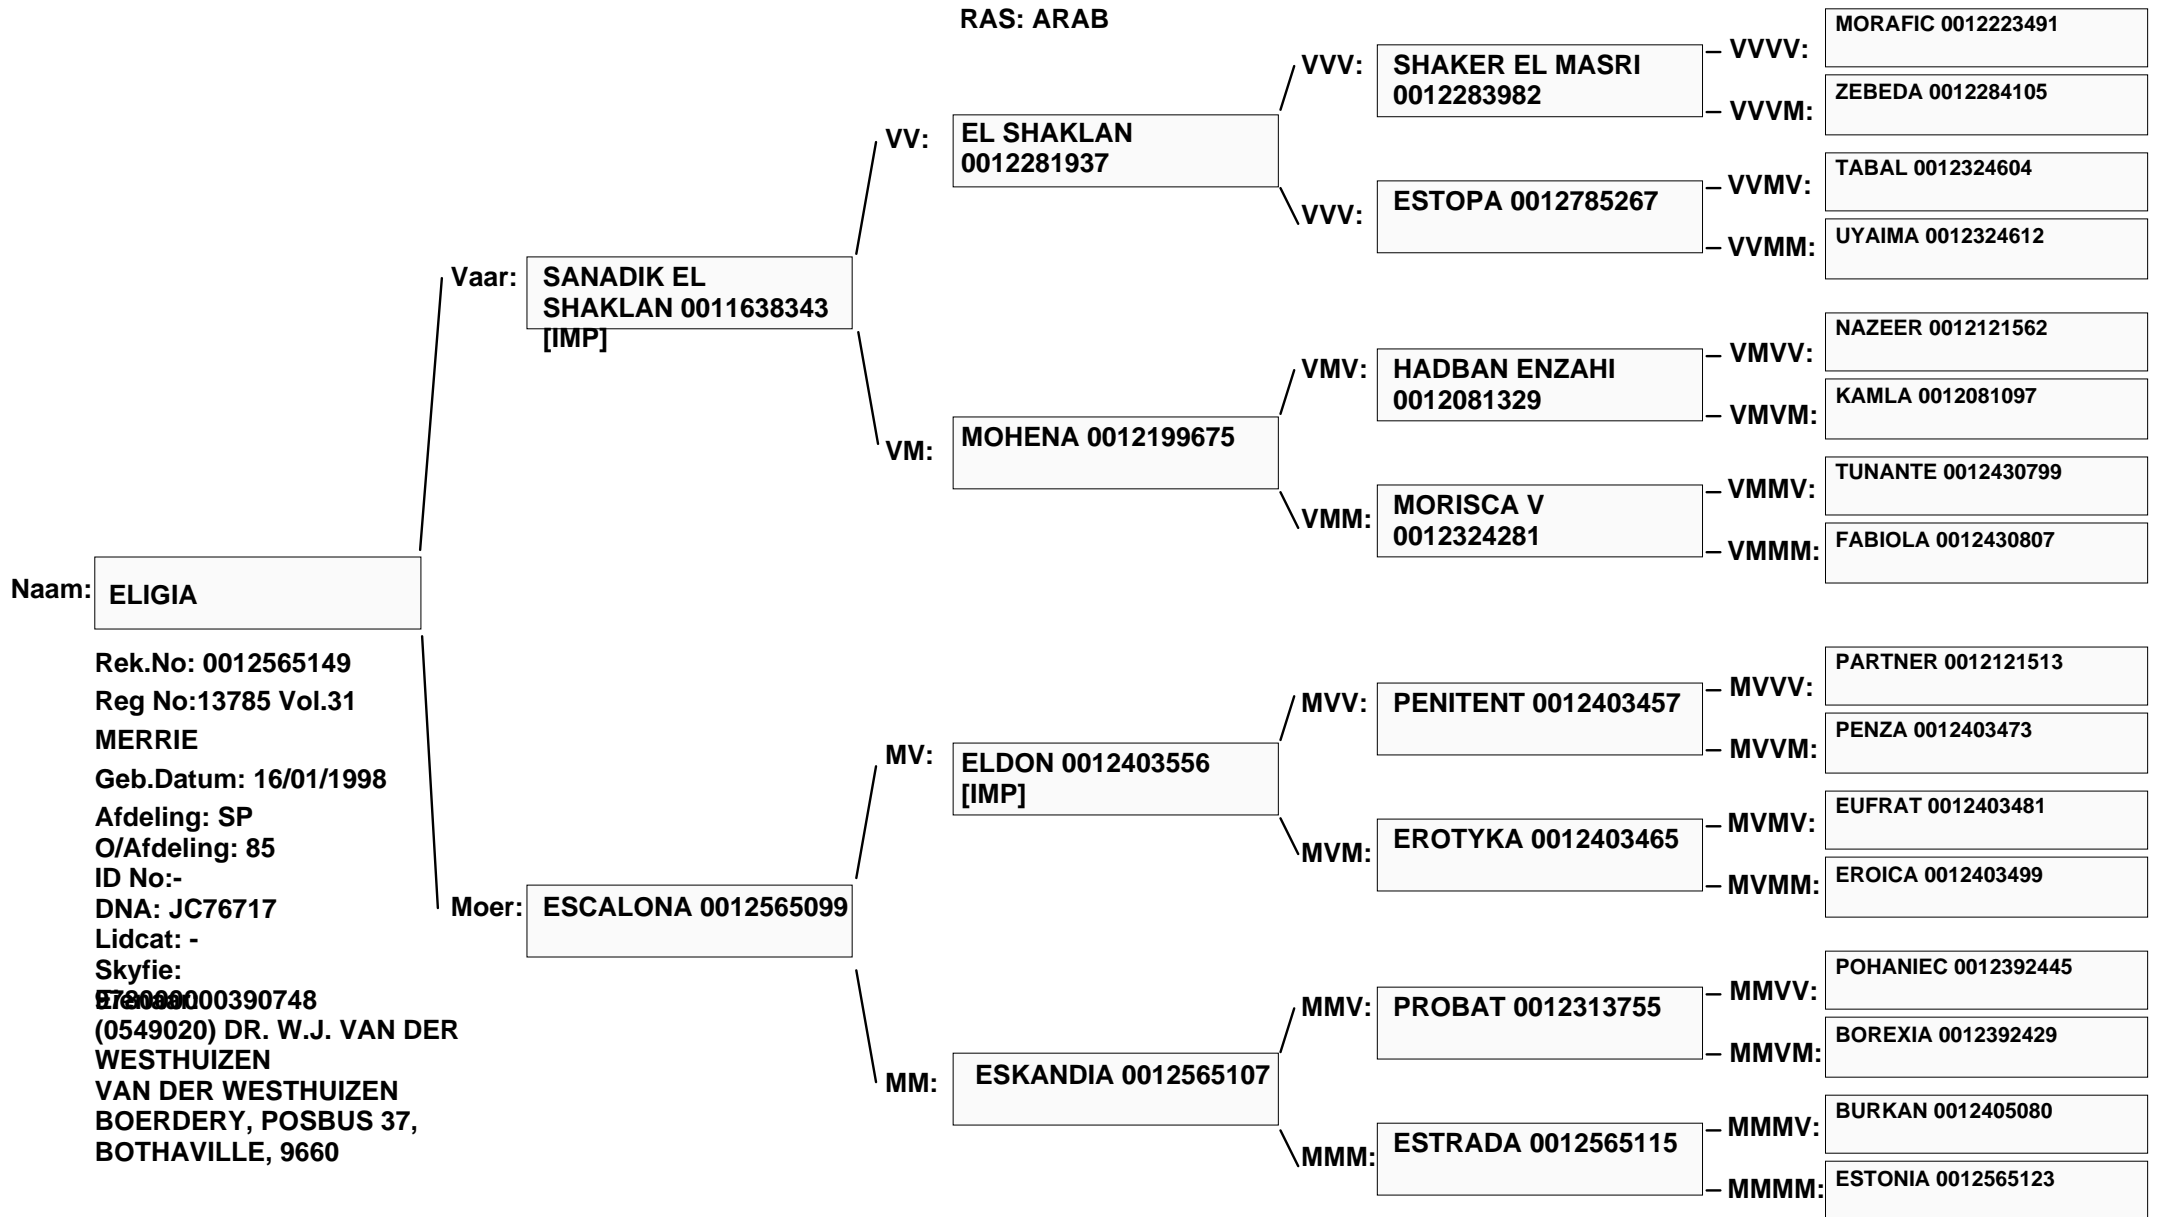 RAS: ARAB
Naam:
ELIGIA
Rek.No: 0012565149
Reg No:13785 Vol.31
MERRIE
Geb.Datum: 16/01/1998
Afdeling: SP
O/Afdeling: 85
ID No:-
DNA: JC76717
Lidcat: -
Skyfie:
(0549020) DR. W.J. VAN DER
WESTHUIZEN
VAN DER WESTHUIZEN
BOERDERY, POSBUS 37,
BOTHAVILLE, 9660
Vaar:
SANADIK EL
SHAKLAN 0011638343
[IMP]
Moer:
ESCALONA 0012565099
VV:
EL SHAKLAN
0012281937
VM:
MOHENA 0012199675
MV:
ELDON 0012403556
[IMP]
MM:
ESKANDIA 0012565107
VVV:
SHAKER EL MASRI
0012283982
VVV:
ESTOPA 0012785267
VMV:
HADBAN ENZAHI
0012081329
VMM:
MORISCA V
0012324281
MVV:
PENITENT 0012403457
MVM:
EROTYKA 0012403465
MMV:
PROBAT 0012313755
MMM:
ESTRADA 0012565115
VVVV:
MORAFIC 0012223491
VVVM:
ZEBEDA 0012284105
VVMV:
TABAL 0012324604
VVMM:
UYAIMA 0012324612
VMVV:
NAZEER 0012121562
VMVM:
KAMLA 0012081097
VMMV:
TUNANTE 0012430799
VMMM:
FABIOLA 0012430807
MVVV:
PARTNER 0012121513
MVVM:
PENZA 0012403473
MVMV:
EUFRAT 0012403481
MVMM:
EROICA 0012403499
MMVV:
POHANIEC 0012392445
MMVM:
BOREXIA 0012392429
MMMV:
BURKAN 0012405080
MMMM:
ESTONIA 0012565123